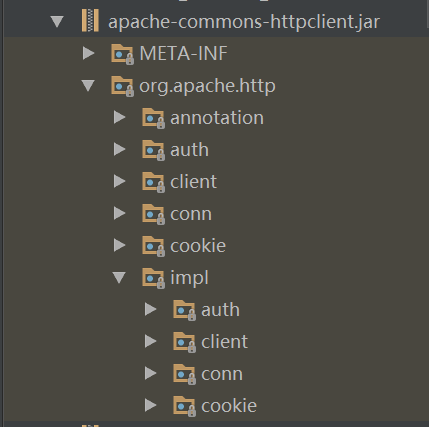 apache-commons-httpclient.jar
META-INF
org.apache.http
annotation
auth
client
conn
cookie
impl
auth
client
conn
cookie